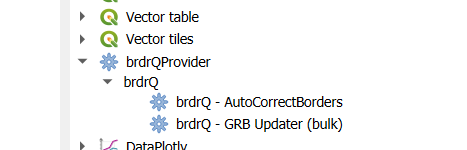 Vector table
Vector tiles
brdrQProvider
brdrQ
brdrQ - AutoCorrectBorders
brdrQ - GRB Updater (bulk)
DataPlotly